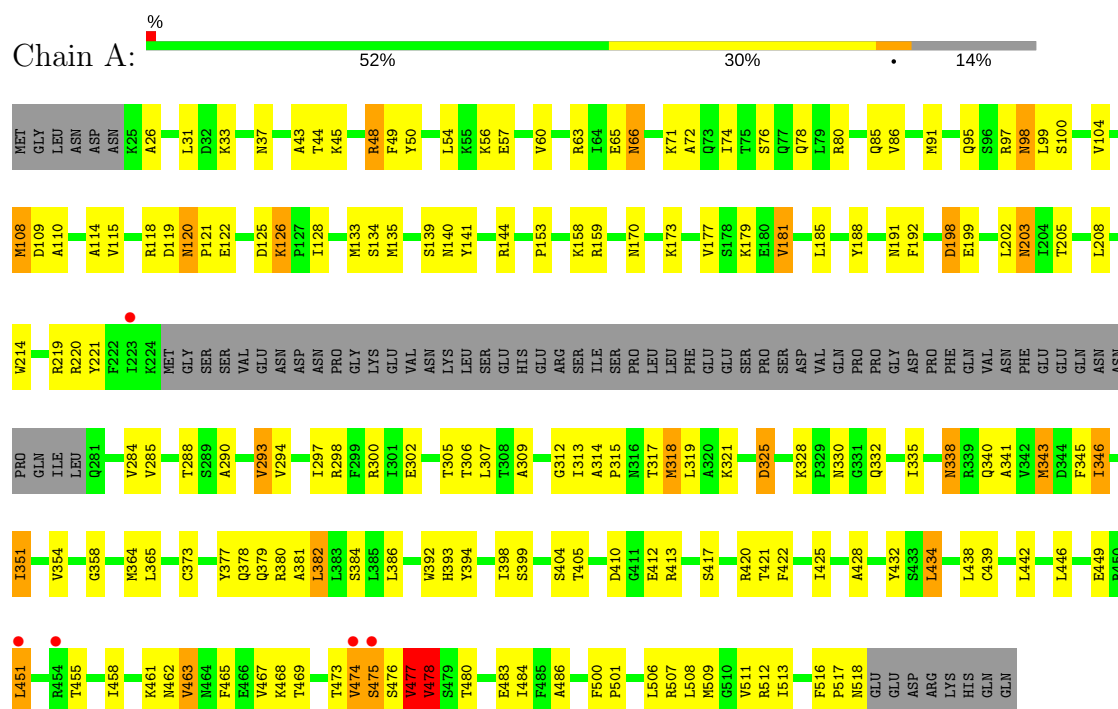 %
Chain A:
52% 30% • 14%
MET GLY LEU ASN ASP ASN K25 A26 L31 D32 K33 N37 A43 T44 K45 R48 F49 Y50 L54 K55 K56 E57 V60 R63 I64 E65 N66 K71 A72 Q73 I74 T75 S76 Q77 Q78 L79 R80 Q85 V86 M91 Q95 S96 R97 N98 L99 S100 V104
M108 D109 A110 A114 V115 R118 D119 N120 P121 E122 D125 K126 P127 I128 M133 S134 M135 S139 N140 Y141 R144 P153 K158 R159 N170 K173 V177 S178 K179 E180 V181 L185 Y188 N191 F192 D198 E199 L202 N203 I204 T205 L208
W214 R219 R220 Y221 F222 I223 K224 MET GLY SER SER VAL GLU ASN ASP ASN PRO GLY LYS GLU VAL ASN LYS LEU SER GLU HIS GLU ARG SER ILE SER PRO LEU LEU PHE GLU GLU SER PRO SER ASP VAL GLN PRO PRO GLY ASP PRO PHE GLN VAL ASN PHE GLU GLU GLN ASN ASN
PRO GLN ILE LEU Q281 V284 V285 T288 S289 A290 V293 V294 I297 R298 F299 R300 I301 E302 T305 T306 L307 T308 A309 G312 I313 A314 P315 N316 T317 M318 L319 A320 K321 D325 K328 P329 N330 G331 Q332 I335 N338 R339 Q340 A341 V342 M343 D344 F345 I346
I351 V354 G358 M364 L365 C373 Y377 Q378 Q379 R380 A381 L382 L383 S384 L385 L386 W392 H393 Y394 I398 S399 S404 T405 D410 G411 E412 R413 S417 R420 T421 F422 I425 A428 Y432 S433 L434 L438 C439 L442 L446 E449 R450
L451 R454 T455 I458 K461 N462 V463 N464 F465 E466 V467 K468 T469 T473 V474 S475 S476 V477 V478 S479 T480 E483 I484 F485 A486 F500 P501 L506 R507 L508 M509 G510 V511 R512 I513 F516 P517 N518 GLU GLU ASP ARG LYS HIS GLN GLN